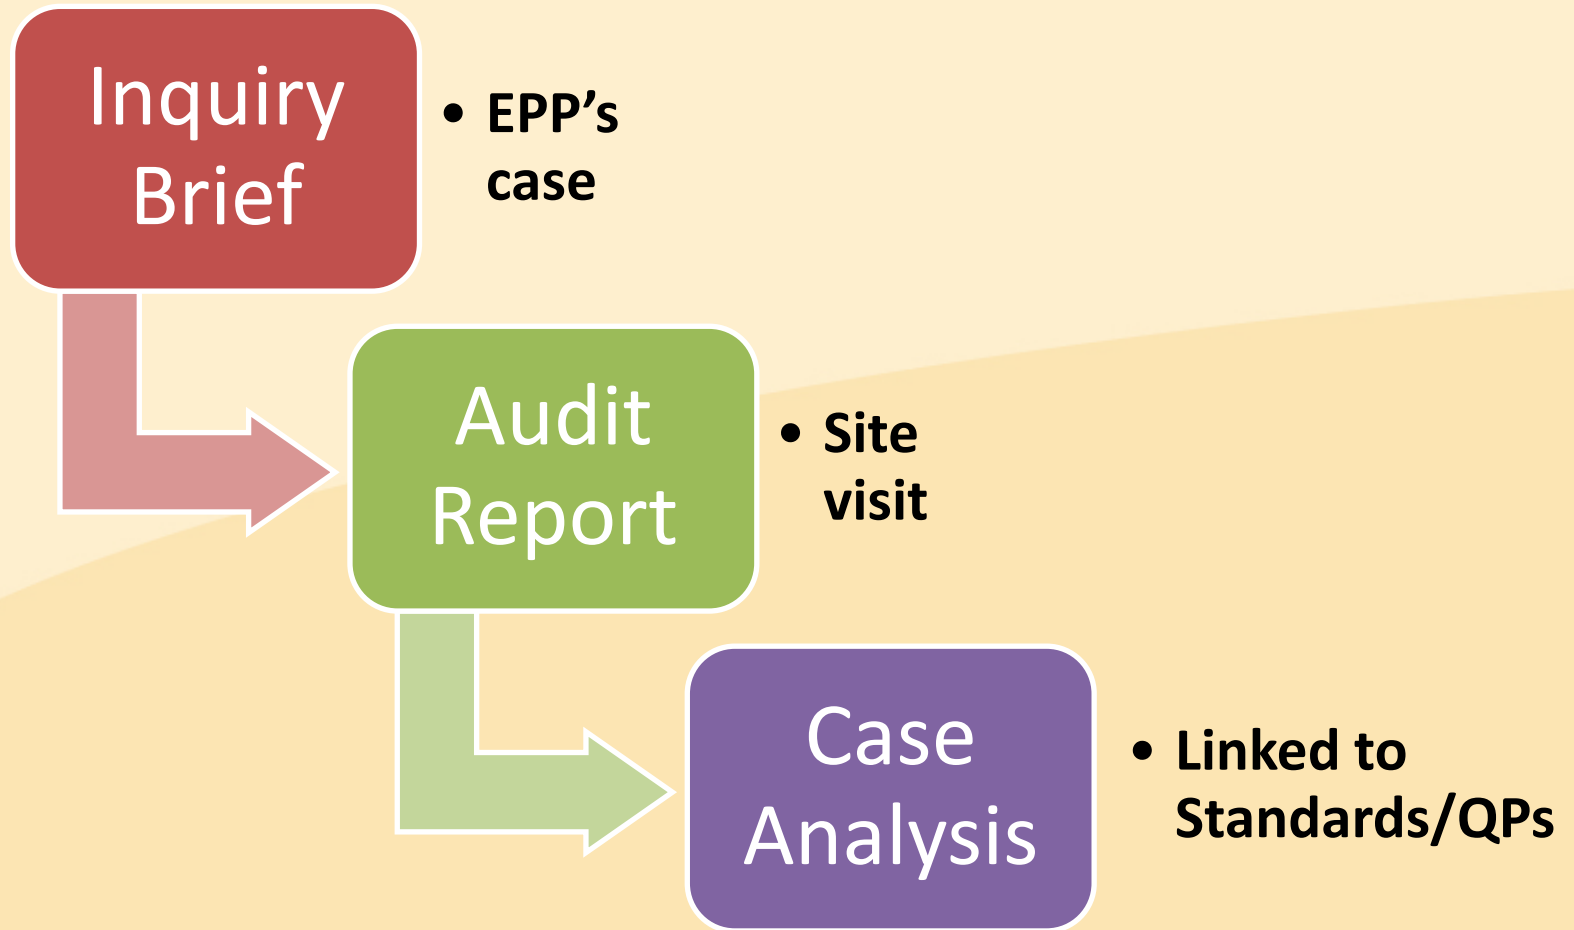 Inquiry
Brief
• EPP’s
case
Audit
Report
• Site
visit
Case
Analysis
• Linked to
Standards/QPs